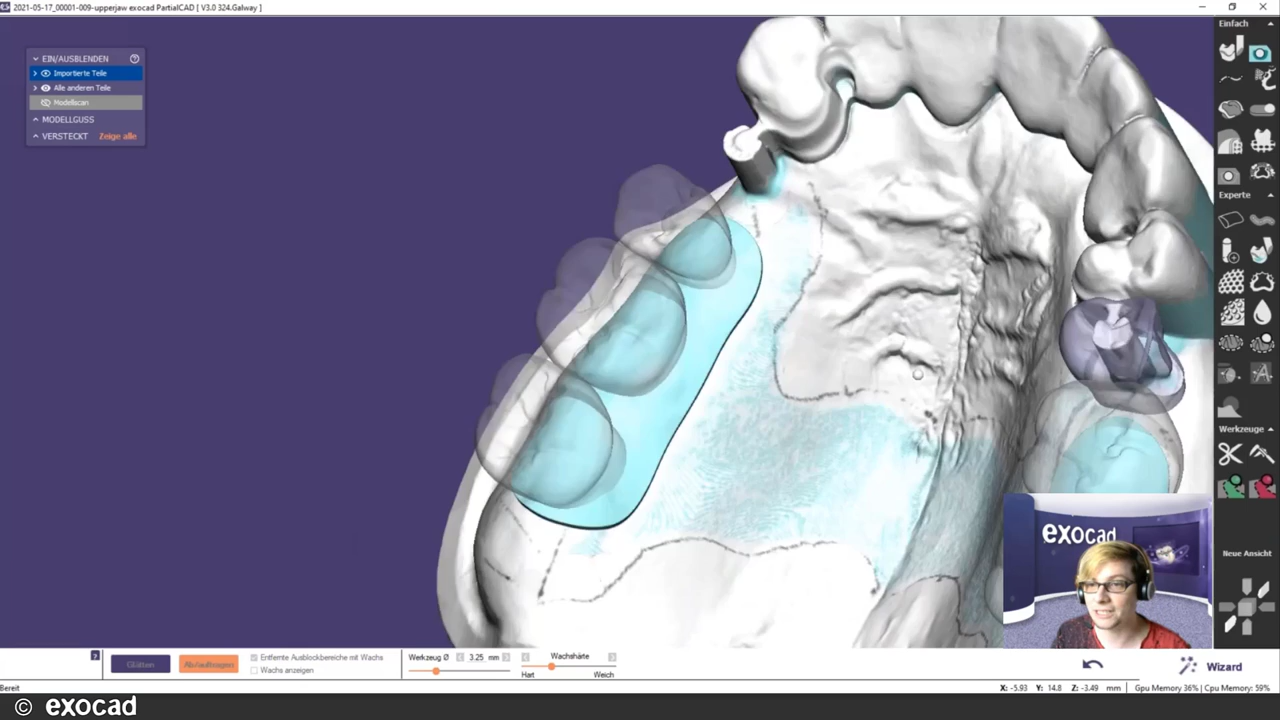 2021-05-17_00001-009-upperjaw exocad PartialCAD [ V3.0 324.Galway ]
EIN/AUSBLENDEN
Importierte Teile
Alle anderen Teile
Modellscan
MODELLGUSS
VERSTECKT Zeige alle
Einfach
Experte
Werkzeuge
Neue Ansicht
exocad
Glätten
Ab/auftragen
Entfernte Ausblockbereiche mit Wachs
Wachs anzeigen
Werkzeug Ø 3.25 mm
Wachshärte
Hart Weich
Wizard
Bereit
X: -5.93 Y: 14.8 Z: -3.49 mm
Gpu Memory 36% | Cpu Memory: 59%
© exocad